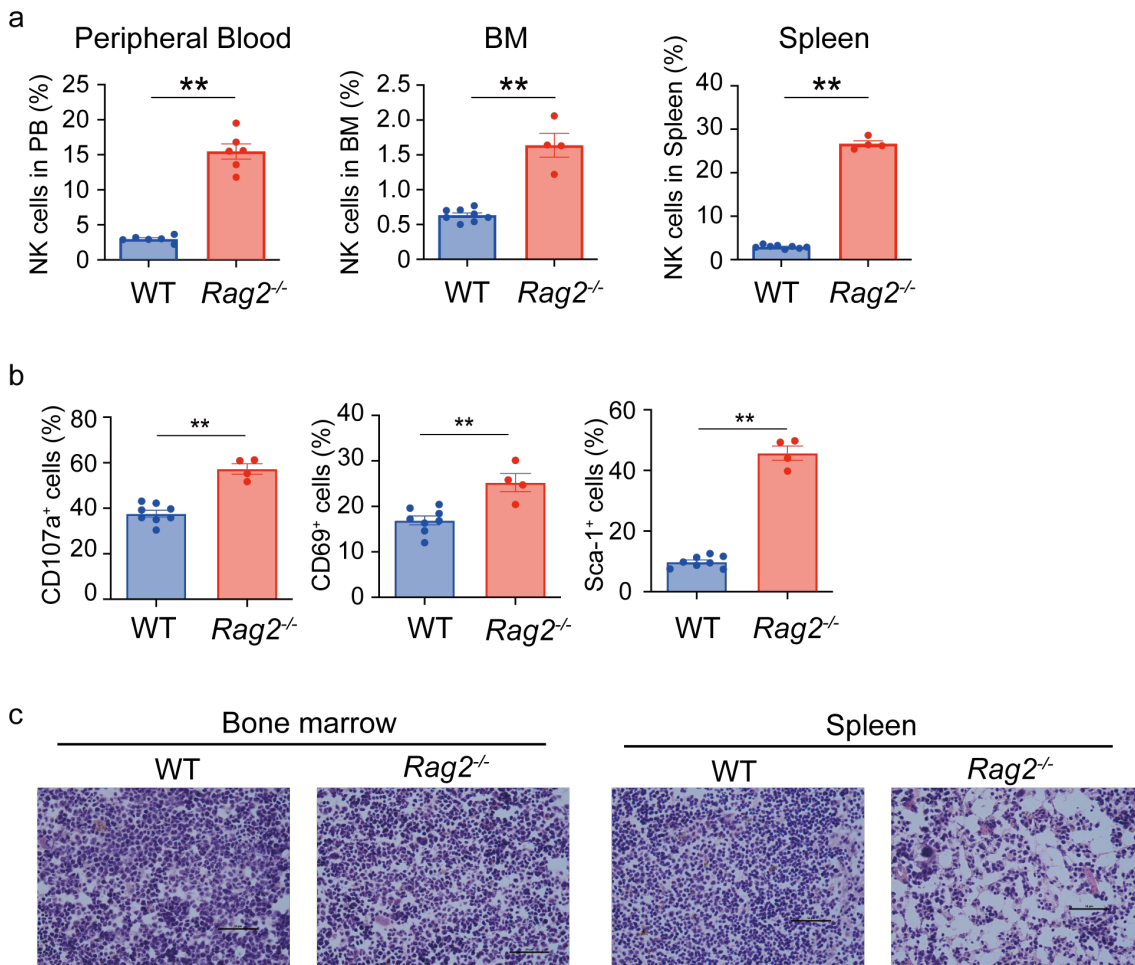 a
Peripheral Blood
BM
Spleen
NK cells in PB (%)
25
20
15
10
5
0
**
WT
Rag2-/-
NK cells in BM (%)
2.5
2.0
1.5
1.0
0.5
0
**
WT
Rag2-/-
NK cells in Spleen (%)
40
30
20
10
0
**
WT
Rag2-/-
b
CD107a+ cells (%)
80
60
40
20
0
**
WT
Rag2-/-
CD69+ cells (%)
40
30
20
10
0
**
WT
Rag2-/-
Sca-1+ cells (%)
60
40
20
0
**
WT
Rag2-/-
c
Bone marrow
Spleen
WT
Rag2-/-
WT
Rag2-/-